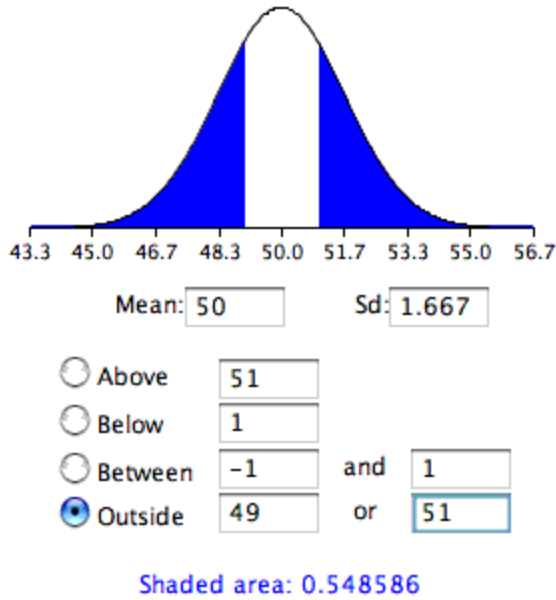 43.3 45.0 46.7 48.3 50.0 51.7 53.3 55.0 56.7
Mean: 50 Sd: 1.667
Above 51
Below 1
Between -1 and 1
Outside 49 or 51
Shaded area: 0.548586